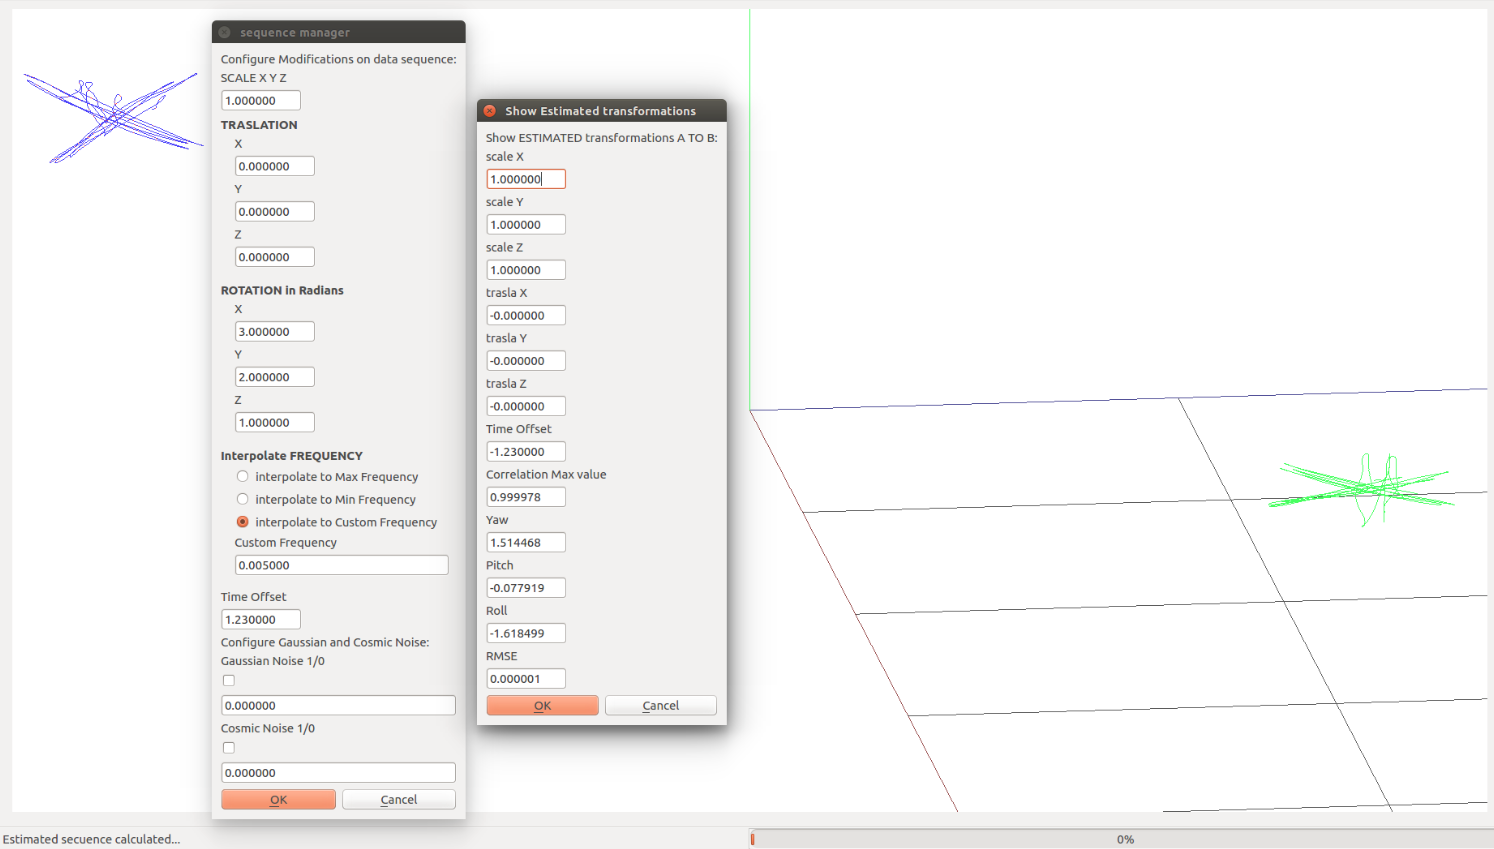 sequence manager
Configure Modifications on data sequence:
SCALE X Y Z
1.000000
TRASLATION
X
0.000000
Y
0.000000
Z
0.000000
ROTATION in Radians
X
3.000000
Y
2.000000
Z
1.000000
Interpolate FREQUENCY
interpolate to Max Frequency
interpolate to Min Frequency
interpolate to Custom Frequency
Custom Frequency
0.005000
Time Offset
1.230000
Configure Gaussian and Cosmic Noise:
Gaussian Noise 1/0
0.000000
Cosmic Noise 1/0
0.000000
OK
Cancel
Show Estimated transformations
Show ESTIMATED transformations A TO B:
scale X
1.000000
scale Y
1.000000
scale Z
1.000000
trasla X
-0.000000
trasla Y
-0.000000
trasla Z
-0.000000
Time Offset
-1.230000
Correlation Max value
0.999978
Yaw
1.514468
Pitch
-0.077919
Roll
-1.618499
RMSE
0.000001
OK
Cancel
Estimated secuence calculated...
0%